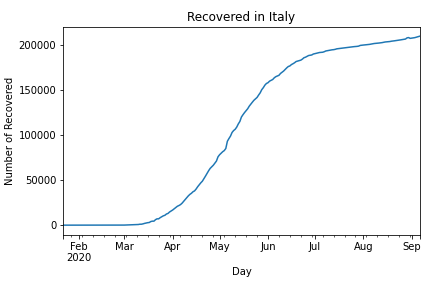 Recovered in Italy
Number of Recovered
200000
150000
100000
50000
0
Feb Mar Apr May Jun Jul Aug Sep
2020
Day